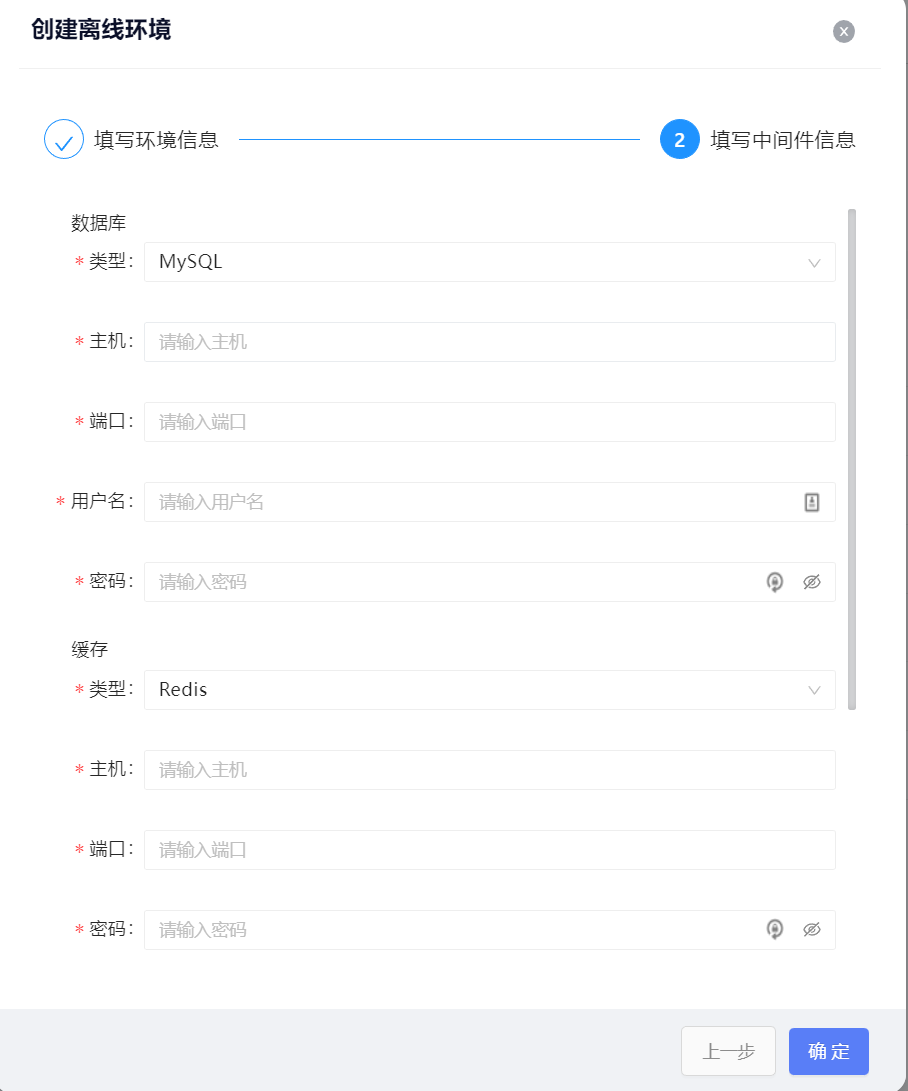 创建离线环境
填写环境信息
2 填写中间件信息
数据库
* 类型: MySQL
* 主机: 请输入主机
* 端口: 请输入端口
* 用户名: 请输入用户名
* 密码: 请输入密码
缓存
* 类型: Redis
* 主机: 请输入主机
* 端口: 请输入端口
* 密码: 请输入密码
上一步 确定